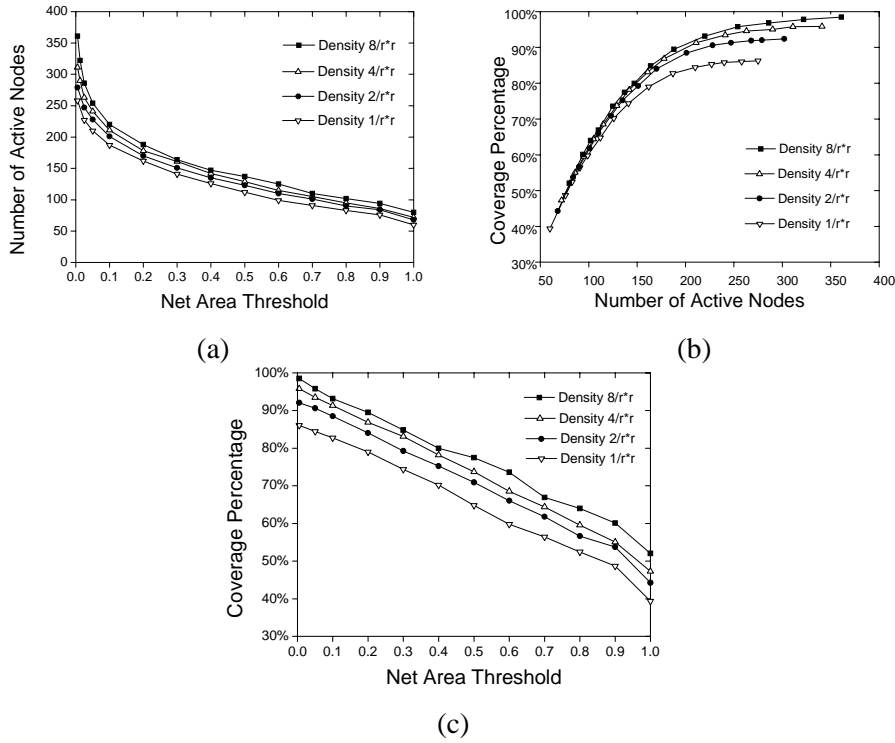 400
350
300
250
200
150
100
50
0
Number of Active Nodes
Density 8/r*r
Density 4/r*r
Density 2/r*r
Density 1/r*r
0.0 0.1 0.2 0.3 0.4 0.5 0.6 0.7 0.8 0.9 1.0
Net Area Threshold
(a)
100%
90%
80%
70%
60%
50%
40%
30%
Coverage Percentage
Density 8/r*r
Density 4/r*r
Density 2/r*r
Density 1/r*r
50 100 150 200 250 300 350 400
Number of Active Nodes
(b)
100%
90%
80%
70%
60%
50%
40%
30%
Coverage Percentage
Density 8/r*r
Density 4/r*r
Density 2/r*r
Density 1/r*r
0.0 0.1 0.2 0.3 0.4 0.5 0.6 0.7 0.8 0.9 1.0
Net Area Threshold
(c)